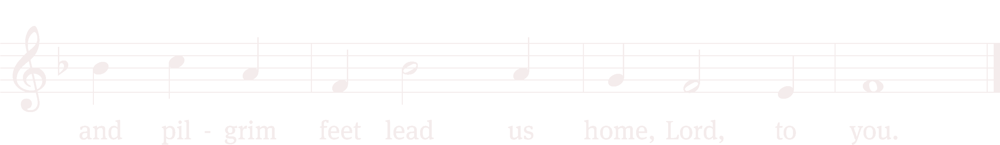 and pil - grim feet lead us home, Lord, to you.